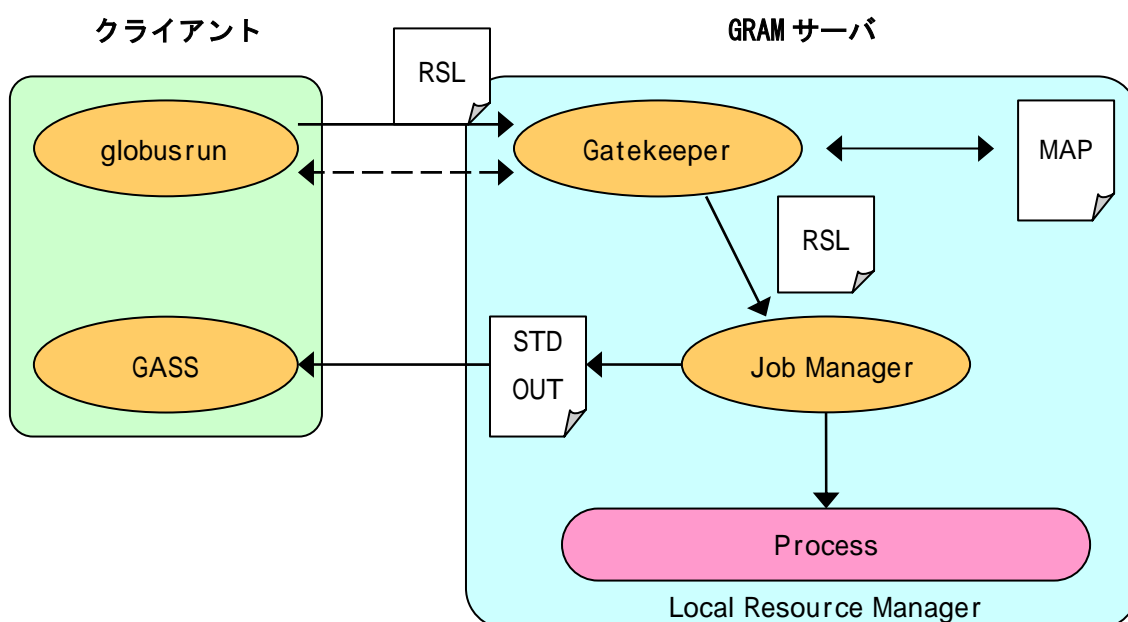 クライアント
GRAM サーバ
RSL
globusrun
Gatekeeper
MAP
RSL
GASS
STD
OUT
Job Manager
Process
Local Resource Manager